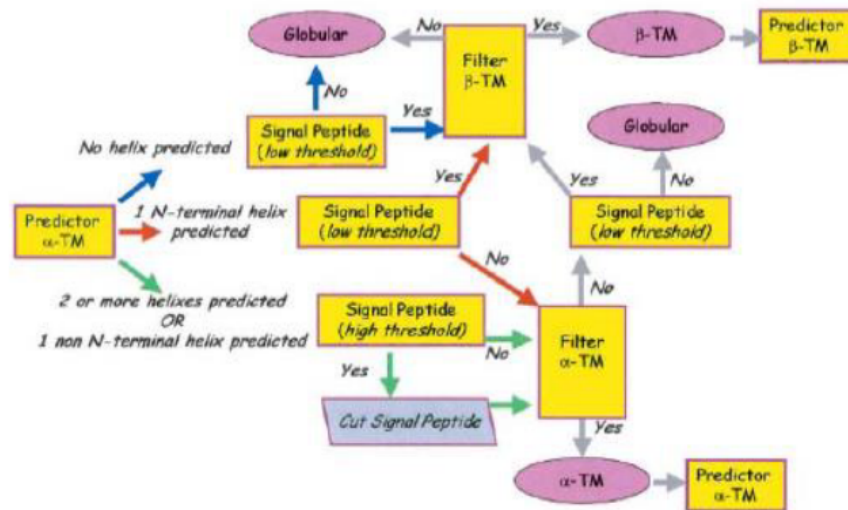 Globular
No
Yes
β-TM
Predictor
β-TM
Filter
β-TM
No
Yes
Signal Peptide
(low threshold)
Globular
No helix predicted
Yes
Yes
No
1 N-terminal helix
predicted
Predictor
α-TM
Signal Peptide
(low threshold)
Signal Peptide
(low threshold)
No
No
2 or more helixes predicted
OR
1 non N-terminal helix predicted
Signal Peptide
(high threshold)
No
Filter
α-TM
Yes
Cut Signal Peptide
Yes
α-TM
Predictor
α-TM